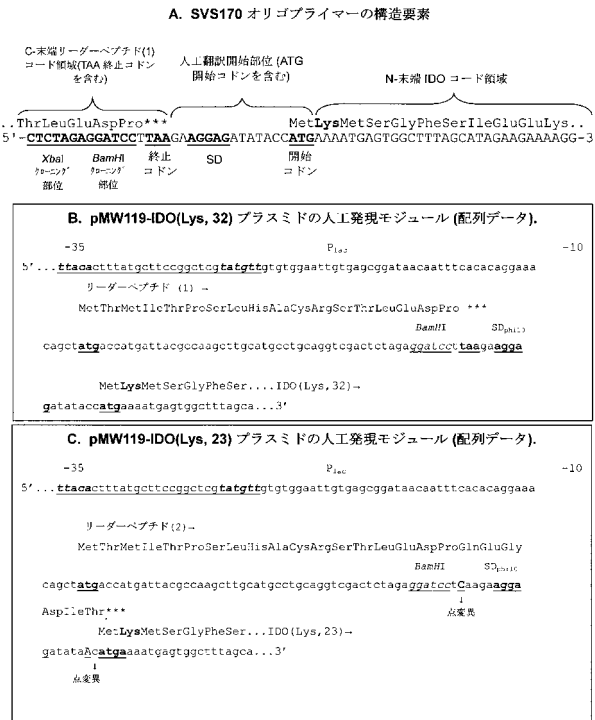 A. SVS170 オリゴプライマーの構造要素
C-末端リーダーペプチド(1)
コード領域(TAA 終止コドン
を含む)
人工翻訳開始部位 (ATG
開始コドンを含む)
N-末端 IDO コード領域
..ThrLeuGluAspPro***
MetLysMetSerGlyPheSerIleGluGluLys..
5'-CTCTAGAGGATCCTTAAGAAGGAGATATACCATGAAAATGAGTGGCTTTAGCATAGAAGAAAAGG-3
XbaI
クローニング
部位
BamHI
クローニング
部位
終止
コドン
SD
開始
コドン
B. pMW119-IDO(Lys, 32) プラスミドの人工発現モジュール (配列データ).
-35 Plac -10
5'...ttacactttatgcttccggctcgtatgttgtgtggaattgtgagcggataacaatttcacacaggaaa
リーダーペプチド (1)→
MetThrMetIleThrProSerLeuHisAlaCysArgSerThrLeuGluAspPro ***
BamHI SDphi10
cagctatgaccatgattacgccaagcttgcatgcctgcaggtcgactctagaggatccttaagaagga
MetLysMetSerGlyPheSer....IDO(Lys,32)→
gatataccatgaaaatgagtggctttagca...3'
C. pMW119-IDO(Lys, 23) プラスミドの人工発現モジュール (配列データ).
-35 Plac -10
5'...ttacactttatgcttccggctcgtatgttgtgtggaattgtgagcggataacaatttcacacaggaaa
リーダーペプチド(2)→
MetThrMetIleThrProSerLeuHisAlaCysArgSerThrLeuGluAspProGlnGluGly
BamHI SDphi10
cagctatgaccatgattacgccaagcttgcatgcctgcaggtcgactctagaggatcctCaagaagga
↓
点変異
AspIleThr***
MetLysMetSerGlyPheSer...IDO(Lys,23)→
gatataAcatgaaaatgagtggctttagca...3'
↓
点変異